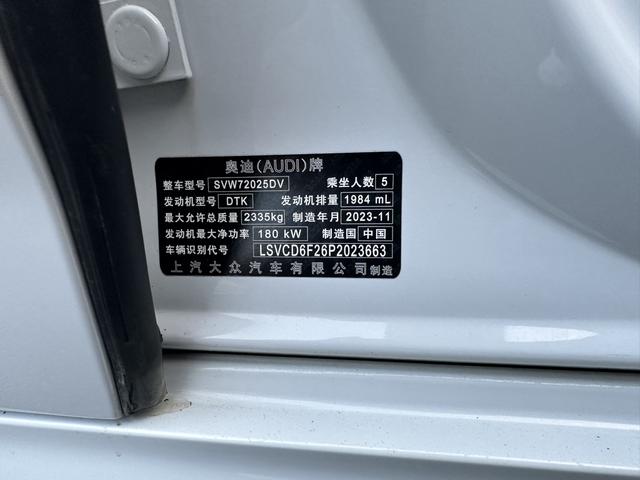 奥迪(AUDI)牌
整车型号 SVW72025DV 乘坐人数 5
发动机型号 DTK 发动机排量 1984 mL
最大允许总质量 2335kg 制造年月 2023-11
发动机最大净功率 180 kW 制造国 中国
车辆识别代号 LSVCD6F26P2023663
上汽大众汽车有限公司制造